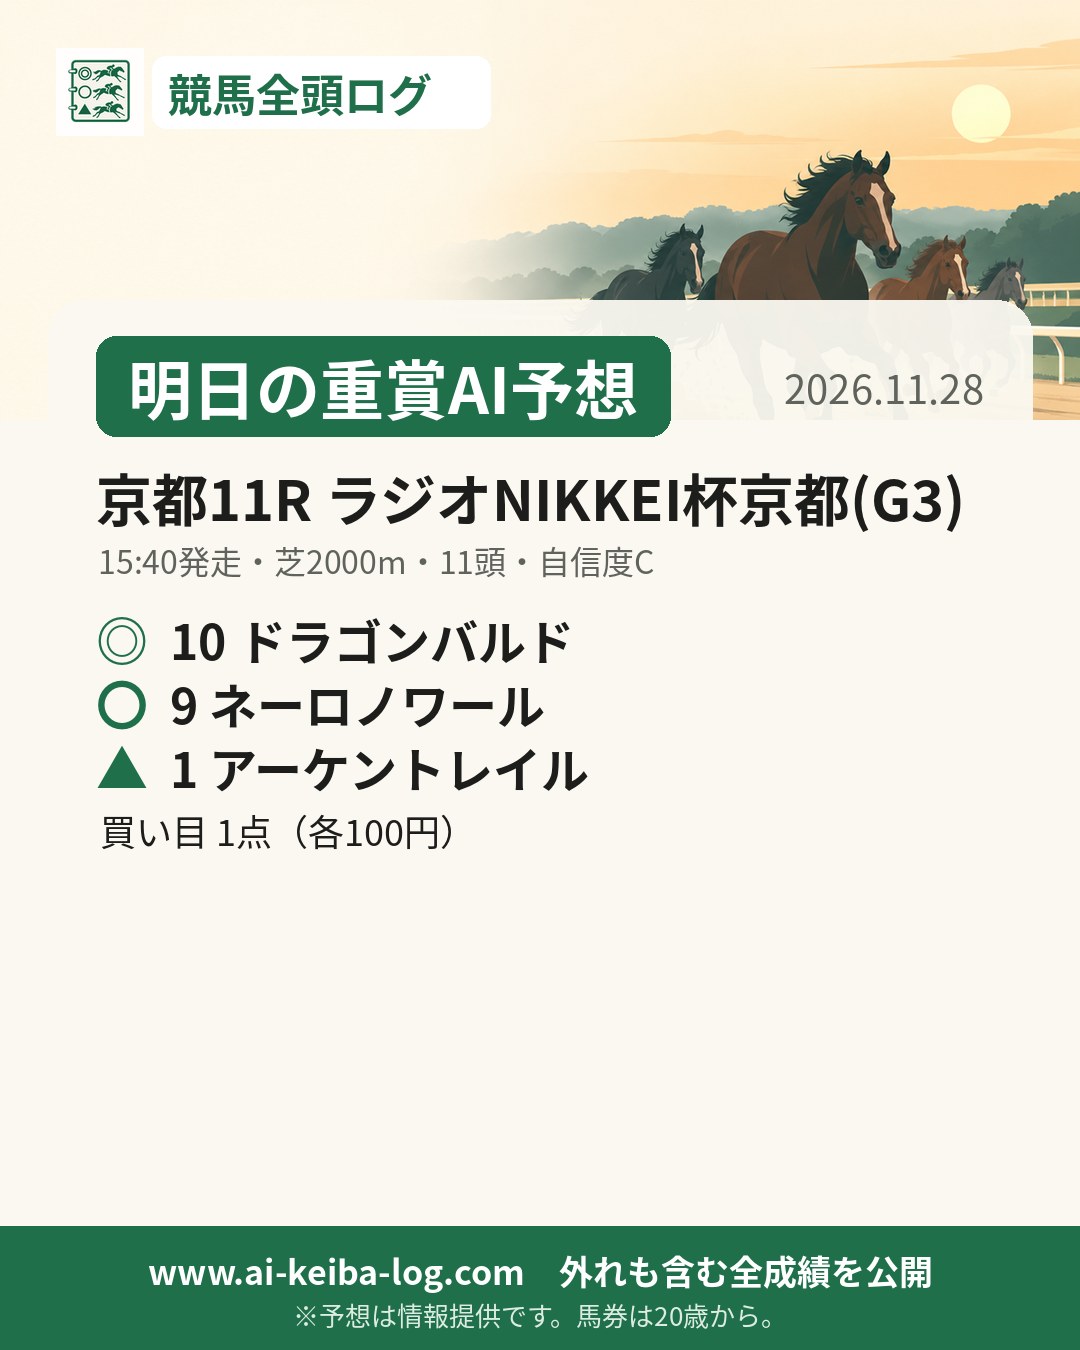 競馬全頭ログ
明日の重賞AI予想
2026.11.28
京都11R ラジオNIKKEI杯京都(G3)
15:40発走・芝2000m・11頭・自信度C
◎ 10 ドラゴンバルド
○ 9 ネーロノワール
▲ 1 アーケントレイル
買い目 1点（各100円）
www.ai-keiba-log.com 外れも含む全成績を公開
※予想は情報提供です。馬券は20歳から。